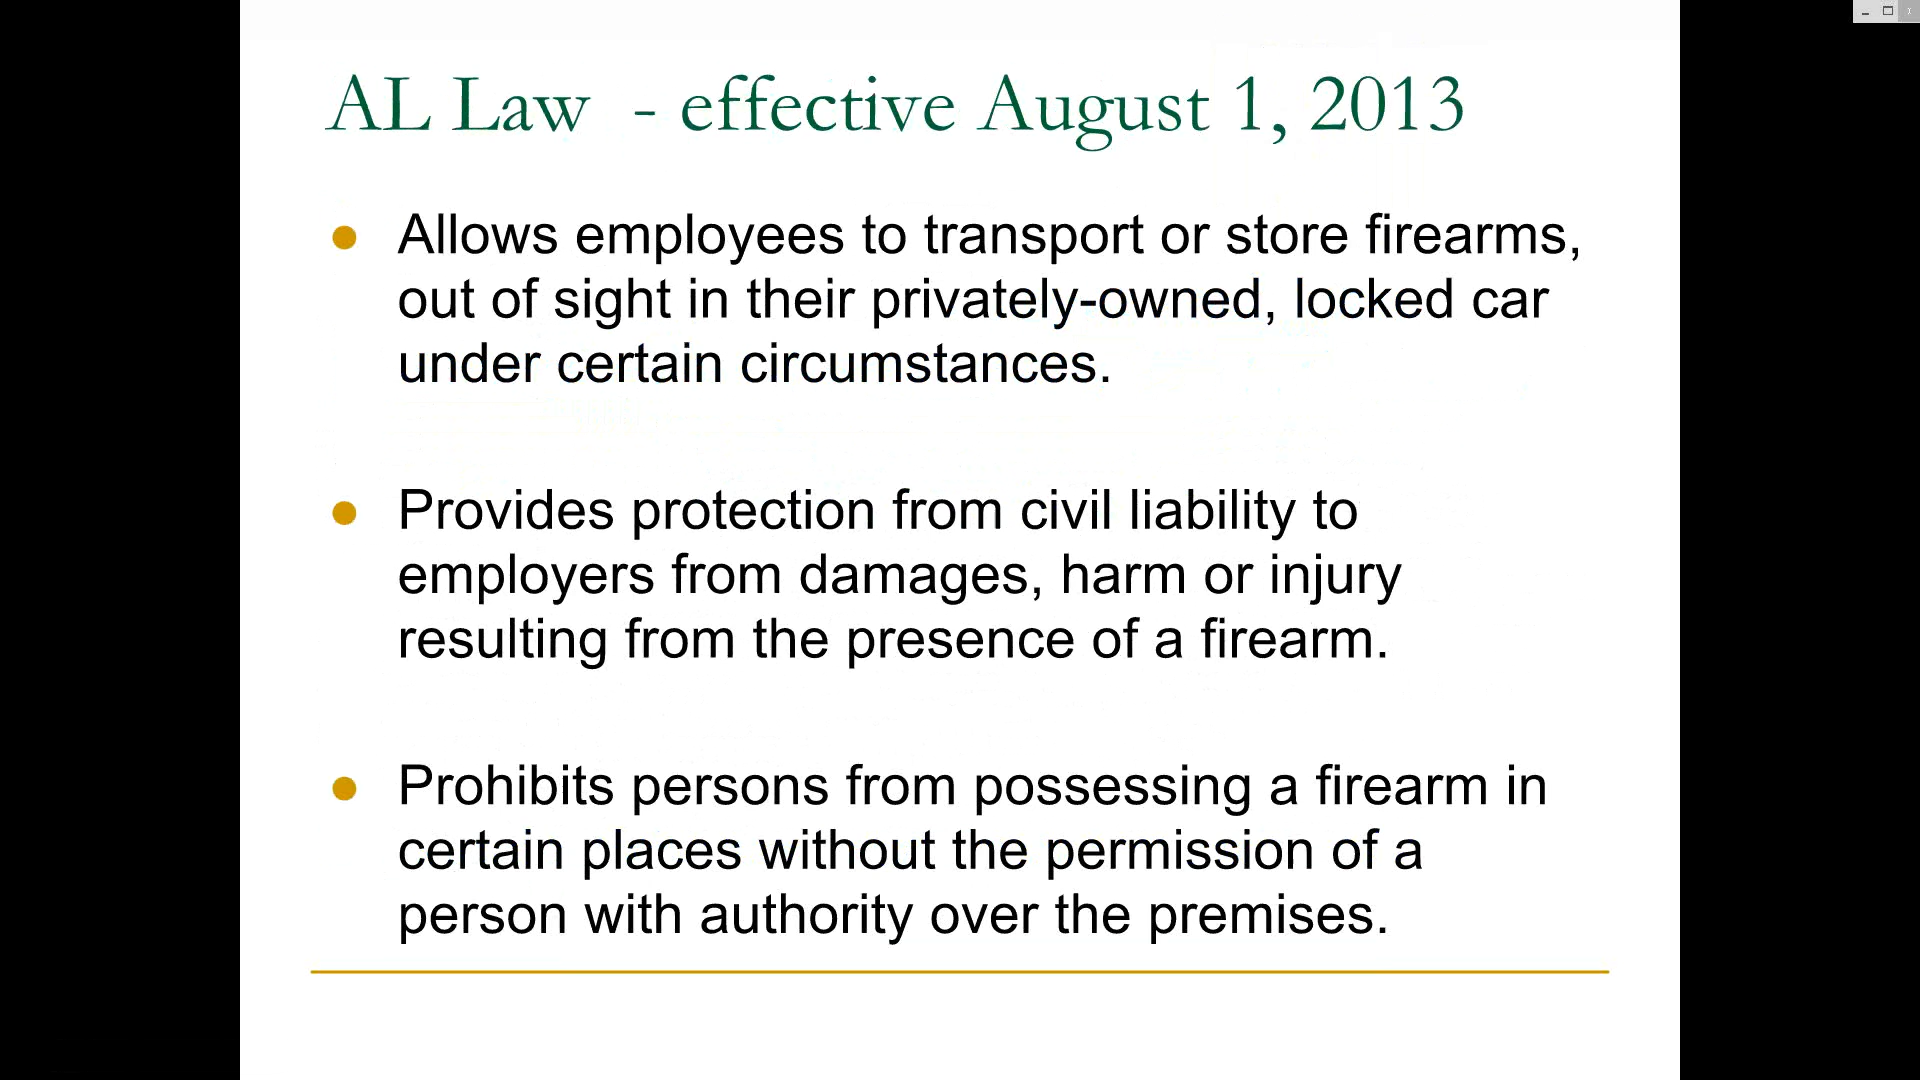 AL Law  - effective August 1, 2013
● Allows employees to transport or store firearms,
out of sight in their privately-owned, locked car
under certain circumstances.
● Provides protection from civil liability to
employers from damages, harm or injury
resulting from the presence of a firearm.
● Prohibits persons from possessing a firearm in
certain places without the permission of a
person with authority over the premises.